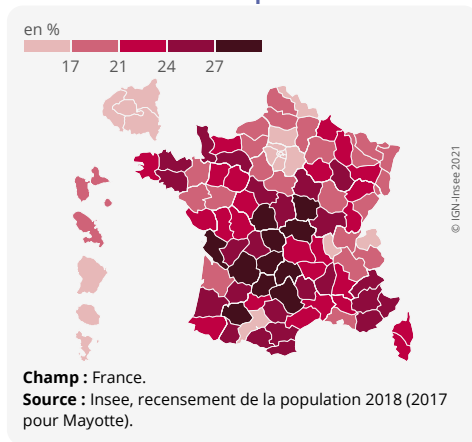 en %
17 21 24 27
© IGN-Insee 2021
Champ : France.
Source : Insee, recensement de la population 2018 (2017
pour Mayotte).